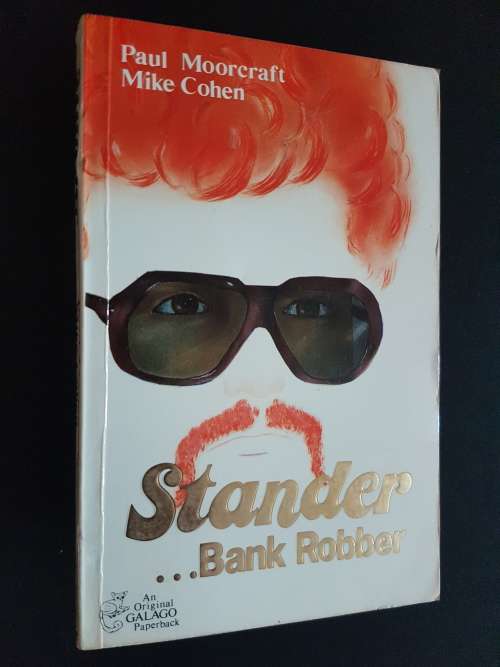 Paul Moorcraft
Mike Cohen
Stander
...Bank Robber
An
Original
GALAGO
Paperback